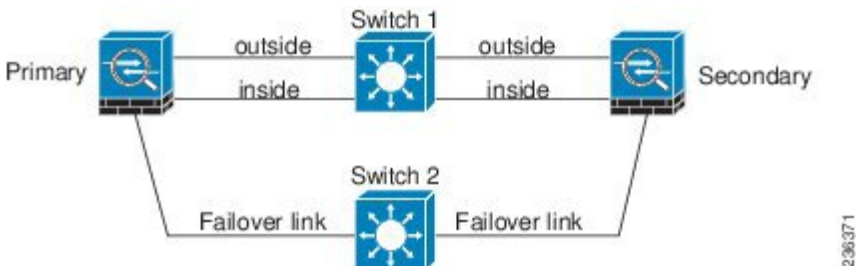 Switch 1
outside outside
Primary Secondary
inside inside
Switch 2
Failover link Failover link
236371